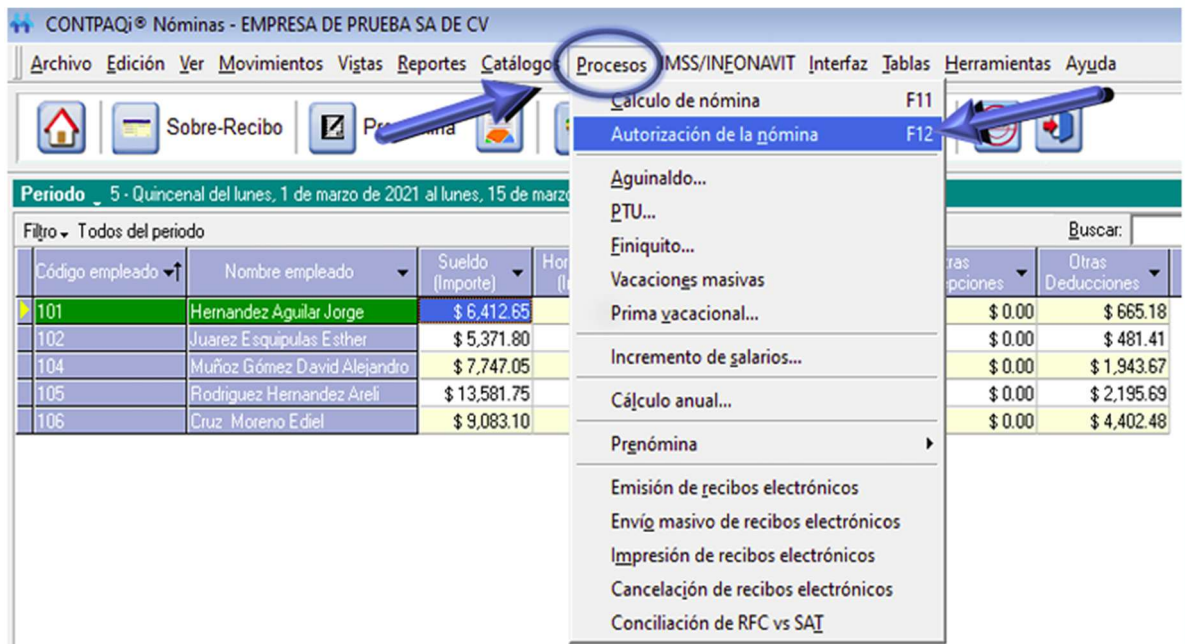 CONTPAQi® Nóminas - EMPRESA DE PRUEBA SA DE CV
Archivo Edición Ver Movimientos Vistas Reportes Catálogos Procesos IMSS/INFONAVIT Interfaz Tablas Herramientas Ayuda
Sobre-Recibo
Cálculo de nómina F11
Autorización de la nómina F12
Aguinaldo...
PTU...
Finiquito...
Vacaciones masivas
Prima vacacional...
Incremento de salarios...
Cálculo anual...
Prenómina
Emisión de recibos electrónicos
Envío masivo de recibos electrónicos
Impresión de recibos electrónicos
Cancelación de recibos electrónicos
Conciliación de RFC vs SAT
Periodo 5 - Quincenal del lunes, 1 de marzo de 2021 al lunes, 15 de marzo
Filtro Todos del periodo Buscar:
Código empleado Nombre empleado Sueldo (Importe) Otras Deducciones
101 Hernandez Aguilar Jorge $ 6,412.65 $ 0.00 $ 665.18
102 Juarez Esquipulas Esther $ 5,371.80 $ 0.00 $ 481.41
104 Muñoz Gómez David Alejandro $ 7,747.05 $ 0.00 $ 1,943.67
105 Rodriguez Hernandez Areli $ 13,581.75 $ 0.00 $ 2,195.69
106 Cruz Moreno Ediel $ 9,083.10 $ 0.00 $ 4,402.48